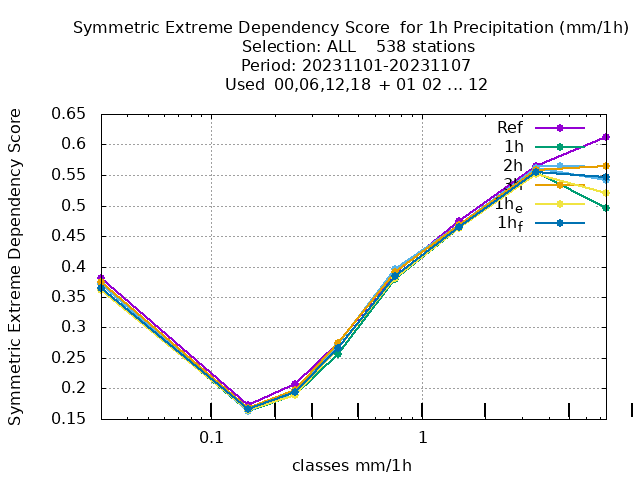 Symmetric Extreme Dependency Score  for 1h Precipitation (mm/1h)
Selection: ALL    538 stations
Period: 20231101-20231107
Used  00,06,12,18  + 01 02 ... 12
Symmetric Extreme Dependency Score
0.65
0.6
0.55
0.5
0.45
0.4
0.35
0.3
0.25
0.2
0.15
Ref
1h
2h
3h
1h_e
1h_f
0.1
1
classes mm/1h